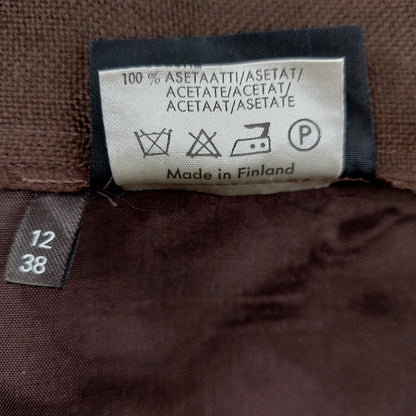 100 % ASETAATTI/ASETAT/
ACETATE/ACETAT/
ACETAAT/ASETATE
P
Made in Finland
12
38